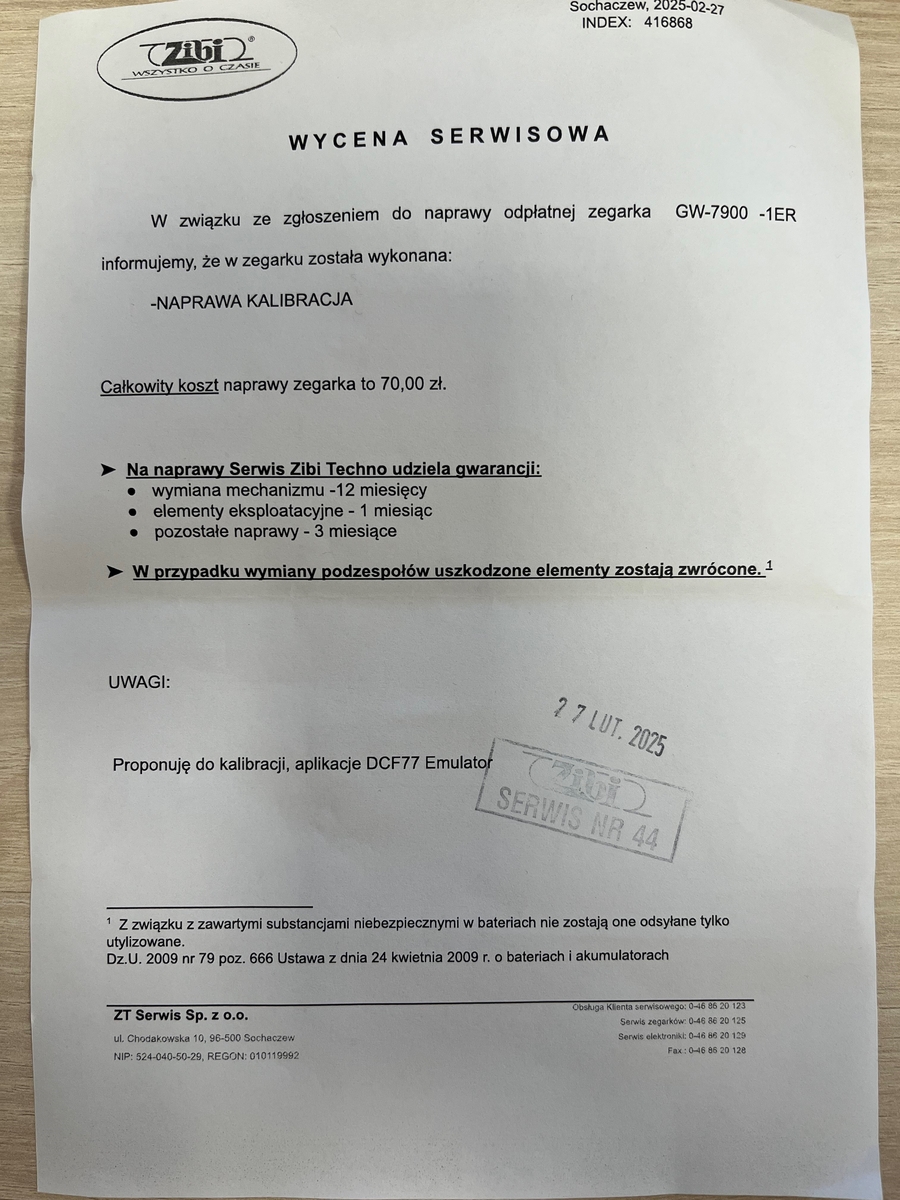 Sochaczew, 2025-02-27
INDEX: 416868
Zibi®
WSZYSTKO O CZASIE
WYCENA SERWISOWA
W związku ze zgłoszeniem do naprawy odpłatnej zegarka GW-7900 -1ER
informujemy, że w zegarku została wykonana:
-NAPRAWA KALIBRACJA
Całkowity koszt naprawy zegarka to 70,00 zł.
➤ Na naprawy Serwis Zibi Techno udziela gwarancji:
• wymiana mechanizmu -12 miesięcy
• elementy eksploatacyjne - 1 miesiąc
• pozostałe naprawy - 3 miesiące
➤ W przypadku wymiany podzespołów uszkodzone elementy zostają zwrócone. ¹
UWAGI:
27 LUT. 2025
Proponuję do kalibracji, aplikacje DCF77 Emulator
Zibi
SERWIS NR 44
¹ Z związku z zawartymi substancjami niebezpiecznymi w bateriach nie zostają one odsyłane tylko
utylizowane.
Dz.U. 2009 nr 79 poz. 666 Ustawa z dnia 24 kwietnia 2009 r. o bateriach i akumulatorach
ZT Serwis Sp. z o.o.
ul. Chodakowska 10, 96-500 Sochaczew
NIP: 524-040-50-29, REGON: 010119992
Obsługa Klienta serwisowego: 0-46 86 20 123
Serwis zegarków: 0-46 86 20 125
Serwis elektroniki: 0-46 86 20 129
Fax : 0-46 86 20 128